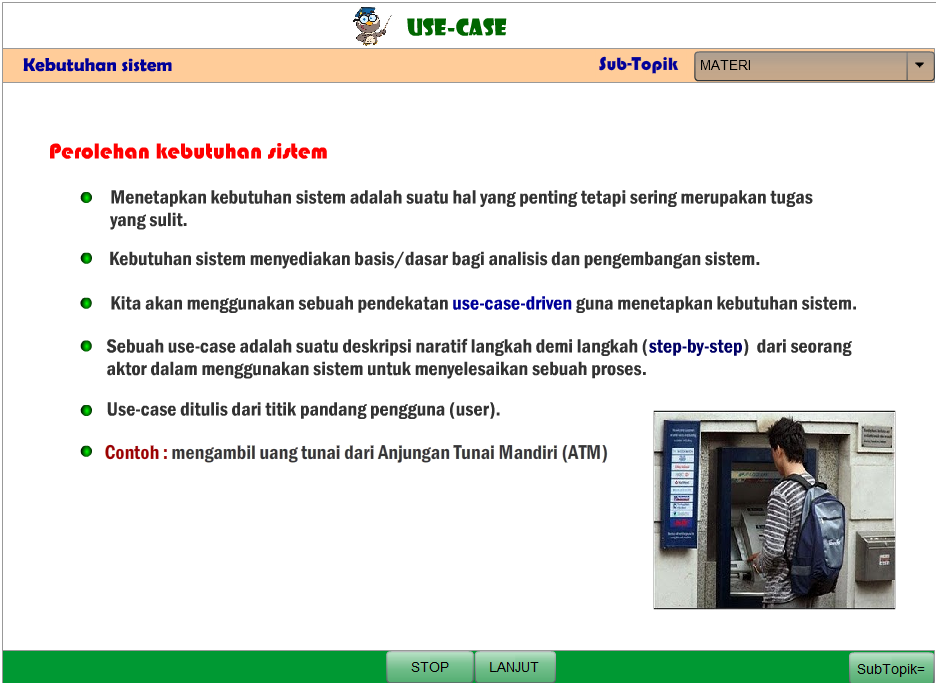 USE-CASE
Kebutuhan sistem
Sub-Topik
MATERI
Perolehan kebutuhan sistem
Menetapkan kebutuhan sistem adalah suatu hal yang penting tetapi sering merupakan tugas
yang sulit.
Kebutuhan sistem menyediakan basis/dasar bagi analisis dan pengembangan sistem.
Kita akan menggunakan sebuah pendekatan use-case-driven guna menetapkan kebutuhan sistem.
Sebuah use-case adalah suatu deskripsi naratif langkah demi langkah (step-by-step) dari seorang
aktor dalam menggunakan sistem untuk menyelesaikan sebuah proses.
Use-case ditulis dari titik pandang pengguna (user).
Contoh : mengambil uang tunai dari Anjungan Tunai Mandiri (ATM)
STOP
LANJUT
SubTopik=